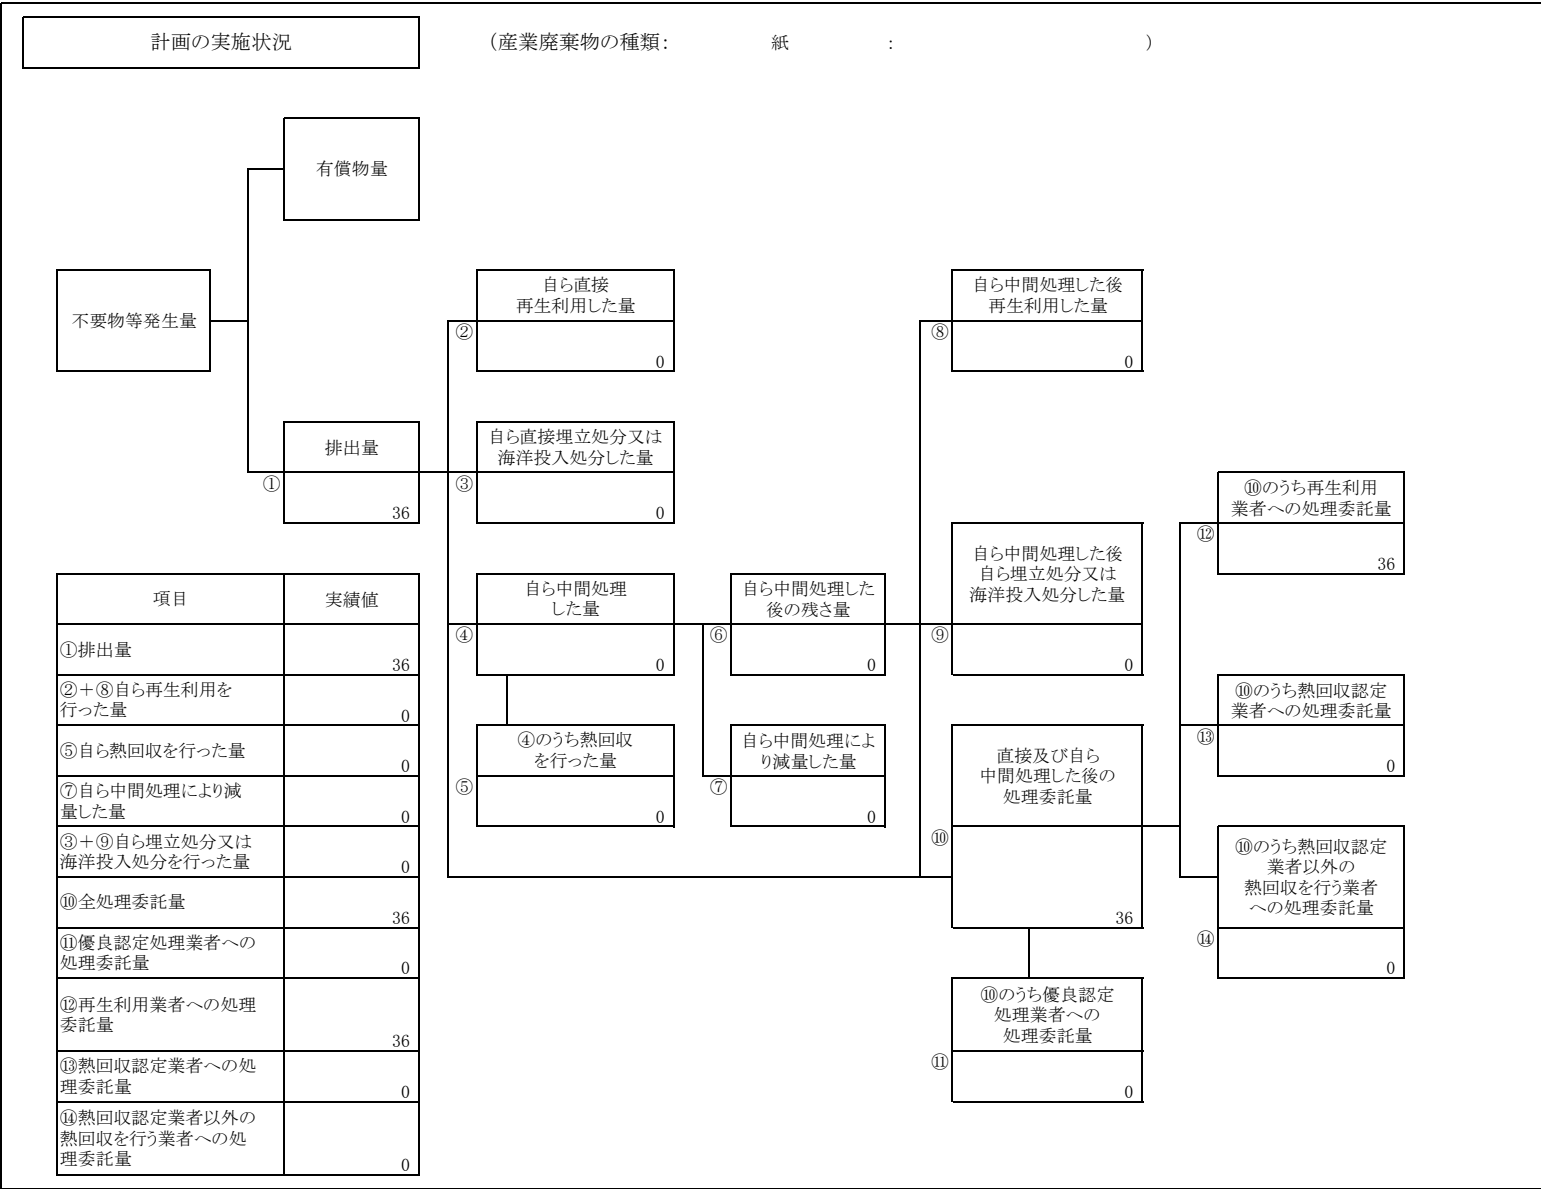 計画の実施状況
（産業廃棄物の種類： 紙 ： ）
有償物量
不要物等発生量
自ら直接
再生利用した量
②
0
自ら中間処理した後
再生利用した量
⑧
0
排出量
①
36
自ら直接埋立処分又は
海洋投入処分した量
③
0
⑩のうち再生利用
業者への処理委託量
⑫
36
自ら中間処理した後
自ら埋立処分又は
海洋投入処分した量
⑨
0
自ら中間処理
した量
④
0
自ら中間処理した
後の残さ量
⑥
0
⑩のうち熱回収認定
業者への処理委託量
⑬
0
④のうち熱回収
を行った量
⑤
0
自ら中間処理によ
り減量した量
⑦
0
直接及び自ら
中間処理した後の
処理委託量
⑩
36
⑩のうち熱回収認定
業者以外の
熱回収を行う業者
への処理委託量
⑭
0
⑩のうち優良認定
処理業者への
処理委託量
⑪
0
項目 実績値
①排出量
36
②＋⑧自ら再生利用を
行った量
0
⑤自ら熱回収を行った量
0
⑦自ら中間処理により減
量した量
0
③＋⑨自ら埋立処分又は
海洋投入処分を行った量
0
⑩全処理委託量
36
⑪優良認定処理業者への
処理委託量
0
⑫再生利用業者への処理
委託量
36
⑬熱回収認定業者への処
理委託量
0
⑭熱回収認定業者以外の
熱回収を行う業者への処
理委託量
0